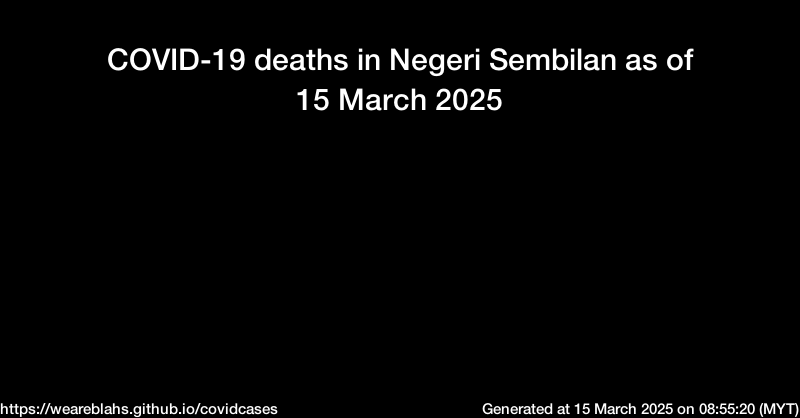 COVID-19 deaths in Negeri Sembilan as of
15 March 2025
https://weareblahs.github.io/covidcases
Generated at 15 March 2025 on 08:55:20 (MYT)